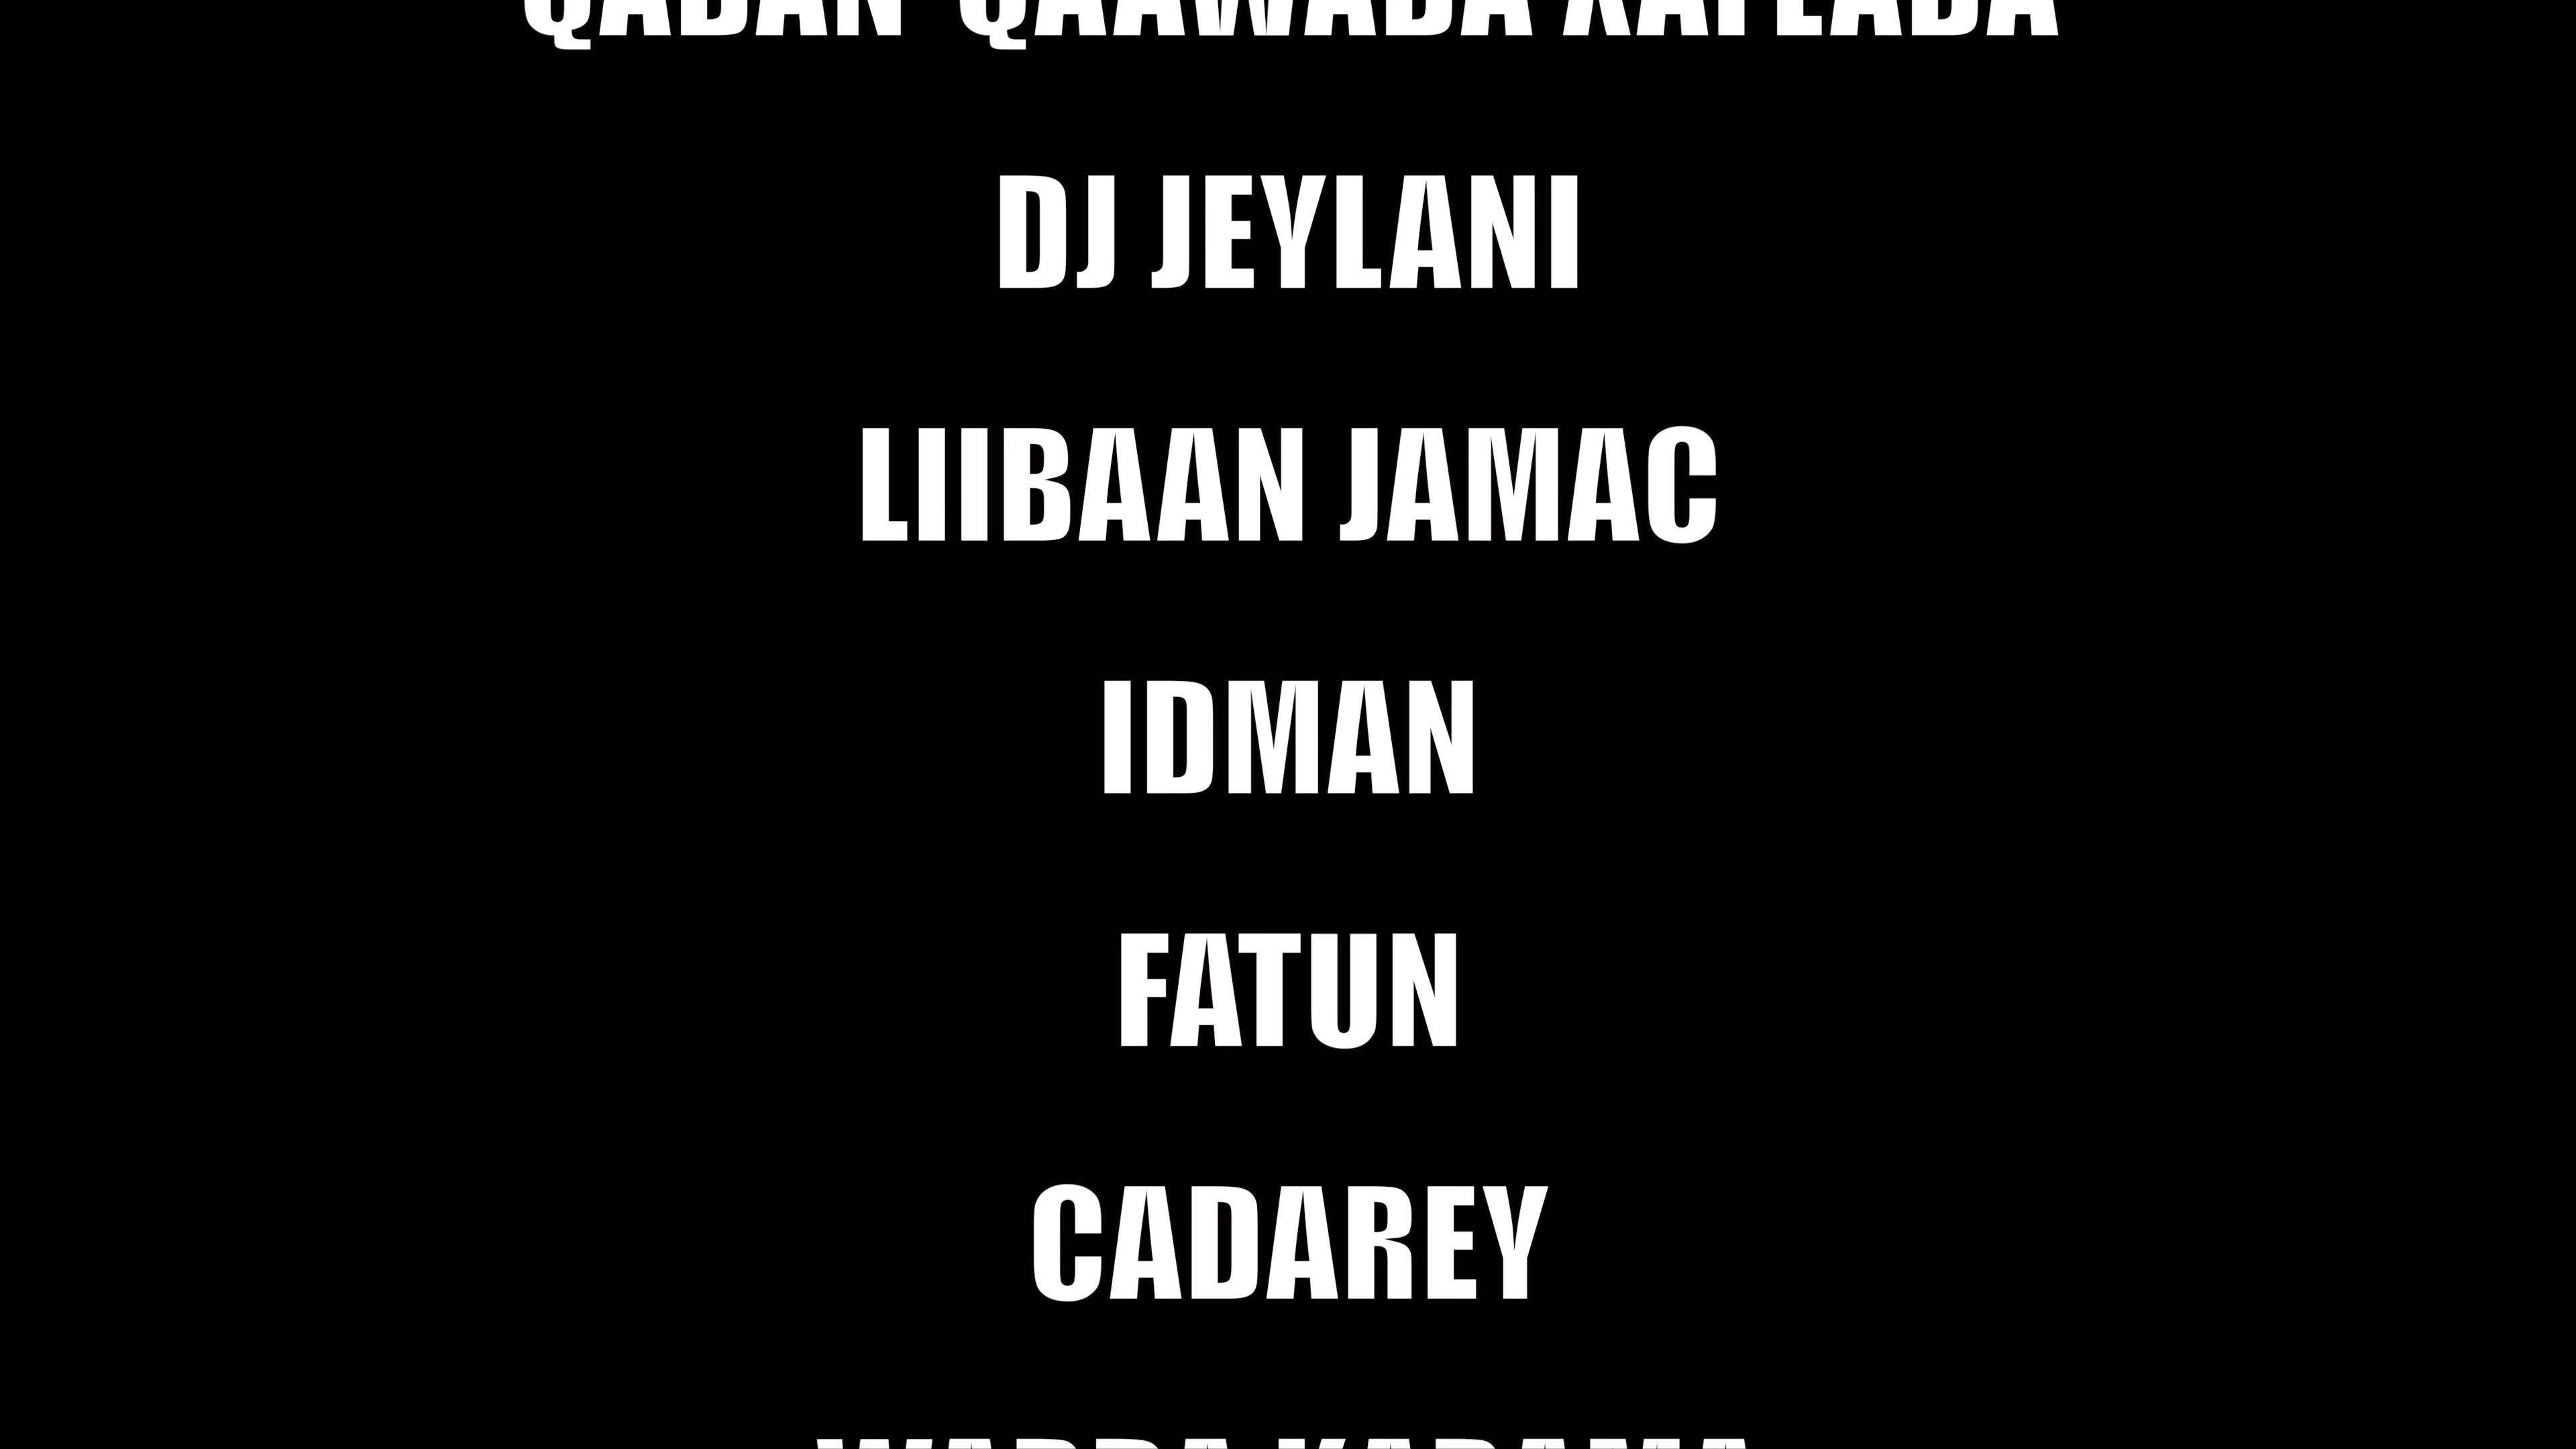 DJ JEYLANI
LIIBAAN JAMAC
IDMAN
FATUN
CADAREY